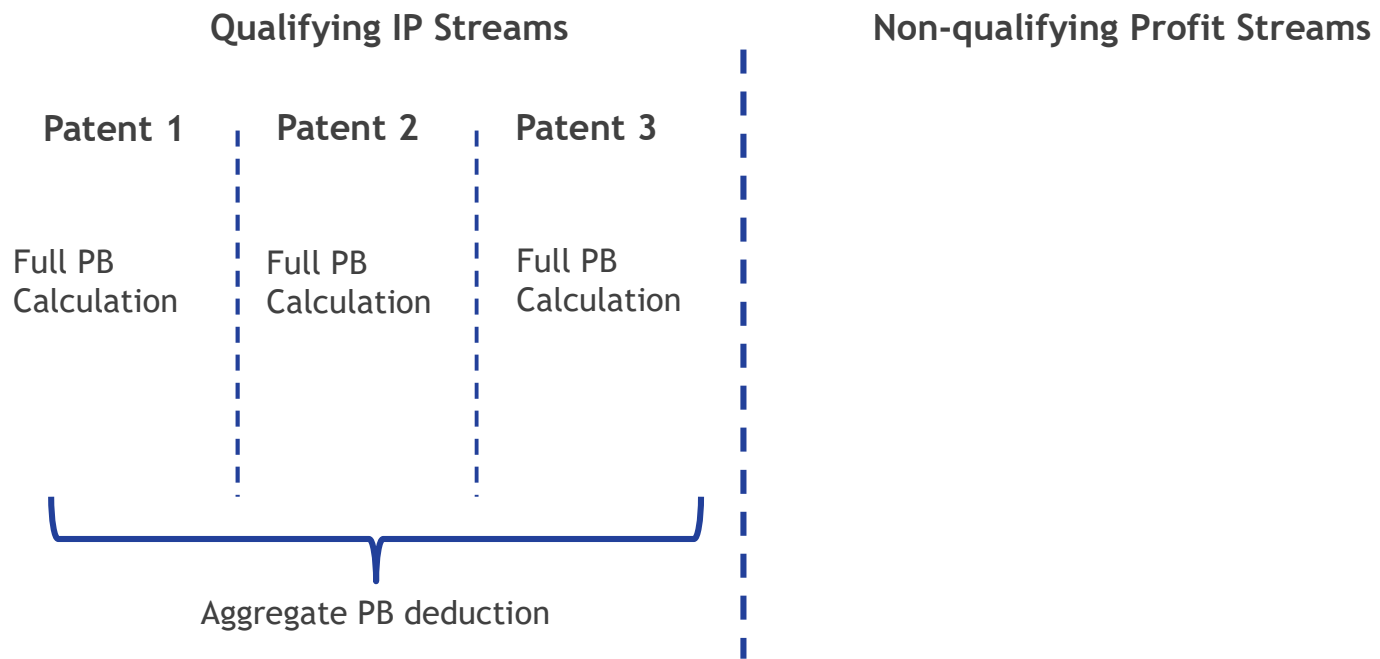 Qualifying IP Streams
Non-qualifying Profit Streams
Patent 1
Patent 2
Patent 3
Full PB
Calculation
Full PB
Calculation
Full PB
Calculation
Aggregate PB deduction